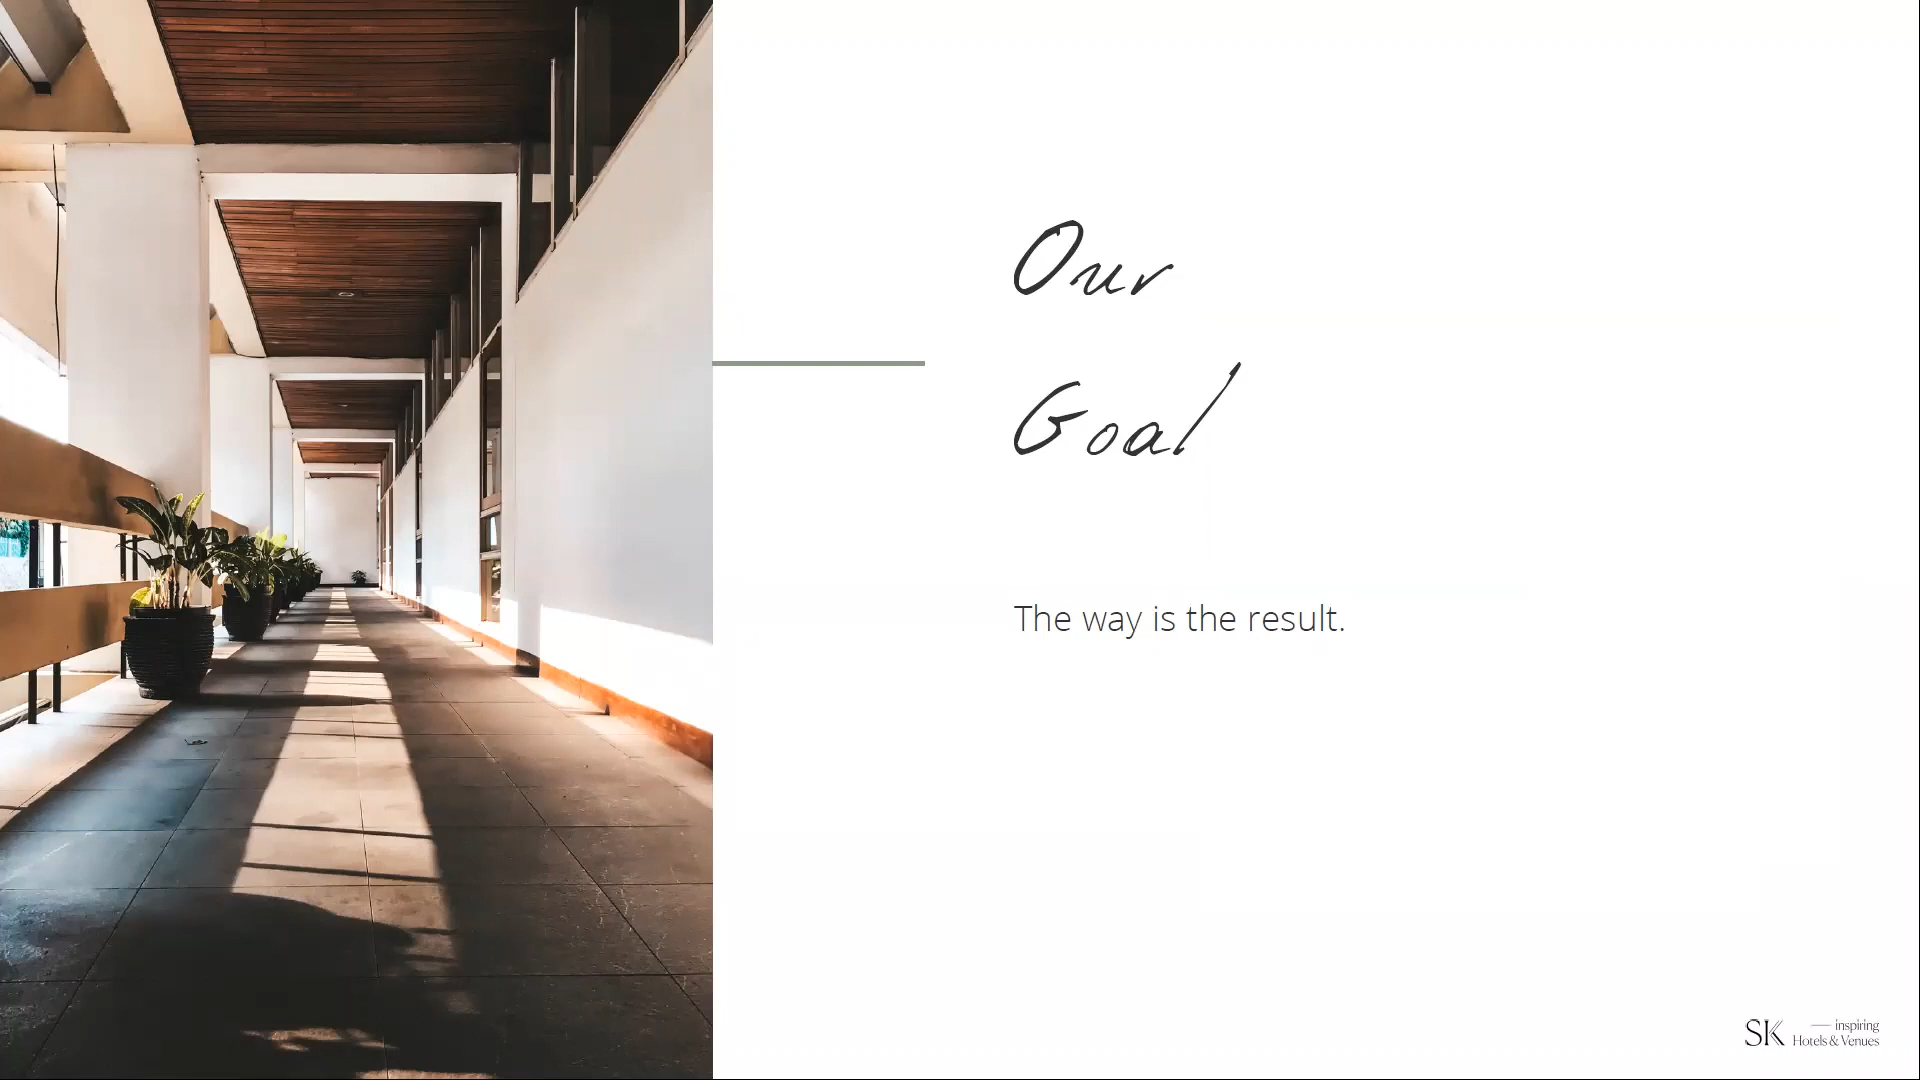 Our
Goal
The way is the result.
SK — inspiring
Hotels & Venues